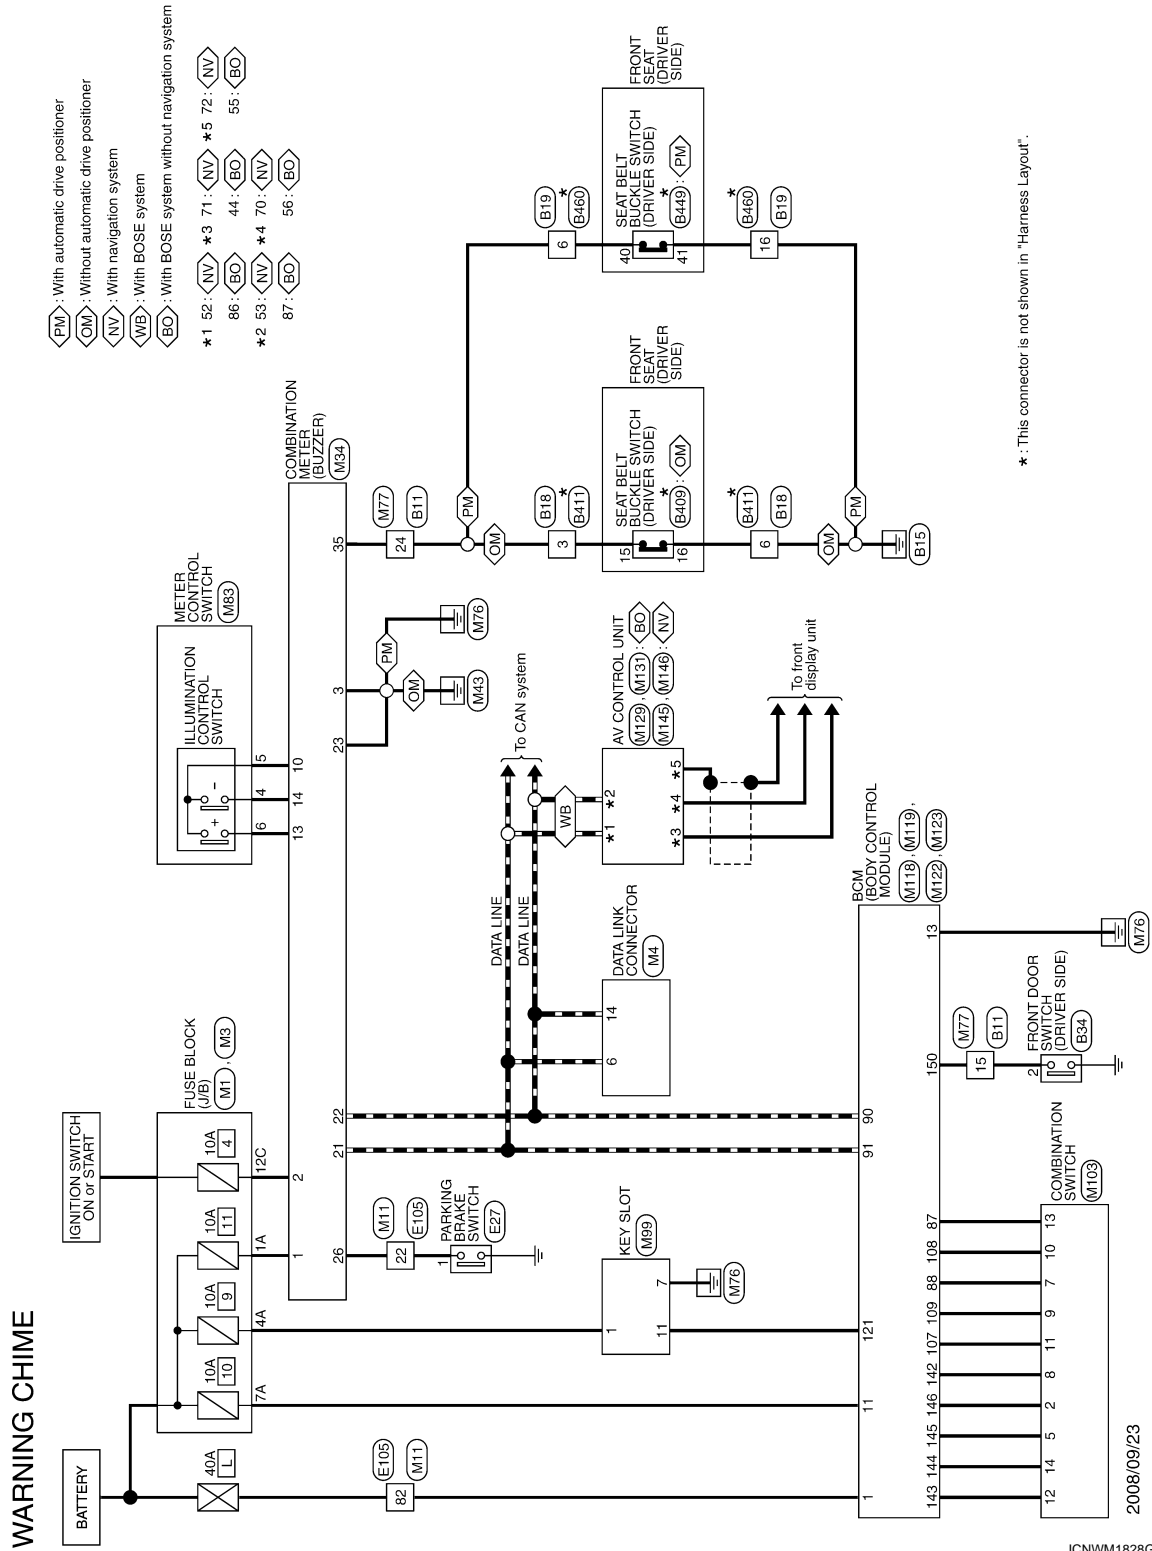 WARNING CHIME
PM : With automatic drive positioner
OM : Without automatic drive positioner
NV : With navigation system
WB : With BOSE system
BO : With BOSE system without navigation system
★1 52 : NV ★3 71 : NV ★5 72 : NV
86 : BO 44 : BO 55 : BO
★2 53 : NV ★4 70 : NV
87 : BO 56 : BO
BATTERY
IGNITION SWITCH
ON or START
40A
L
10A
10
10A
9
10A
11
10A
4
FUSE BLOCK
(J/B)
M1 , M3
7A
4A
1A
12C
METER
CONTROL
SWITCH
M83
ILLUMINATION
CONTROL
SWITCH
+
-
6 4 5
13 14 10
1 2
COMBINATION
METER
(BUZZER)
M34
26 21 22 23 3 35
E105
82
M11
M11
22
E105
1
PARKING
BRAKE
SWITCH
E27
KEY SLOT
M99
1
11
7
M76
DATA LINE
DATA LINE
To CAN system
DATA LINK
CONNECTOR
M4
6 14
WB
★1 ★2
AV CONTROL UNIT
M129 , M131 : BO
M145 , M146 : NV
★3 ★4 ★5
To front
display unit
OM
M43
PM
M76
M77
24
B11
PM
OM
B18
3
★
B411
15
16
SEAT BELT
BUCKLE SWITCH
(DRIVER SIDE)
★
B409 : OM
FRONT
SEAT
(DRIVER
SIDE)
★
B411
6
B18
OM
PM
B15
B19
6
★
B460
40
41
SEAT BELT
BUCKLE SWITCH
(DRIVER SIDE)
★
B449 : PM
FRONT
SEAT
(DRIVER
SIDE)
★
B460
16
B19
BCM
(BODY CONTROL
MODULE)
M118 , M119 ,
M122 , M123
1 11 121 91 90
143 144 145 146 142 107 109 88 108 87 150 13
12 14 5 2 8 11 9 7 10 13
COMBINATION
SWITCH
M103
M77
15
B11
2
FRONT DOOR
SWITCH
(DRIVER SIDE)
B34
M76
★ : This connector is not shown in "Harness Layout".
2008/09/23
JCNWM1828G